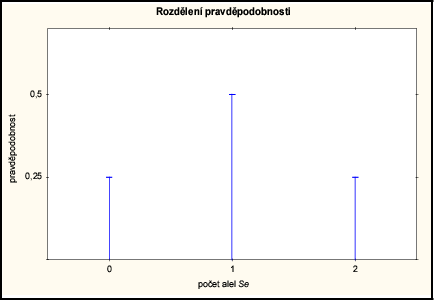 Rozdělení pravděpodobnosti
pravděpodobnost
0,5
0,25
0 1 2
počet alel Se